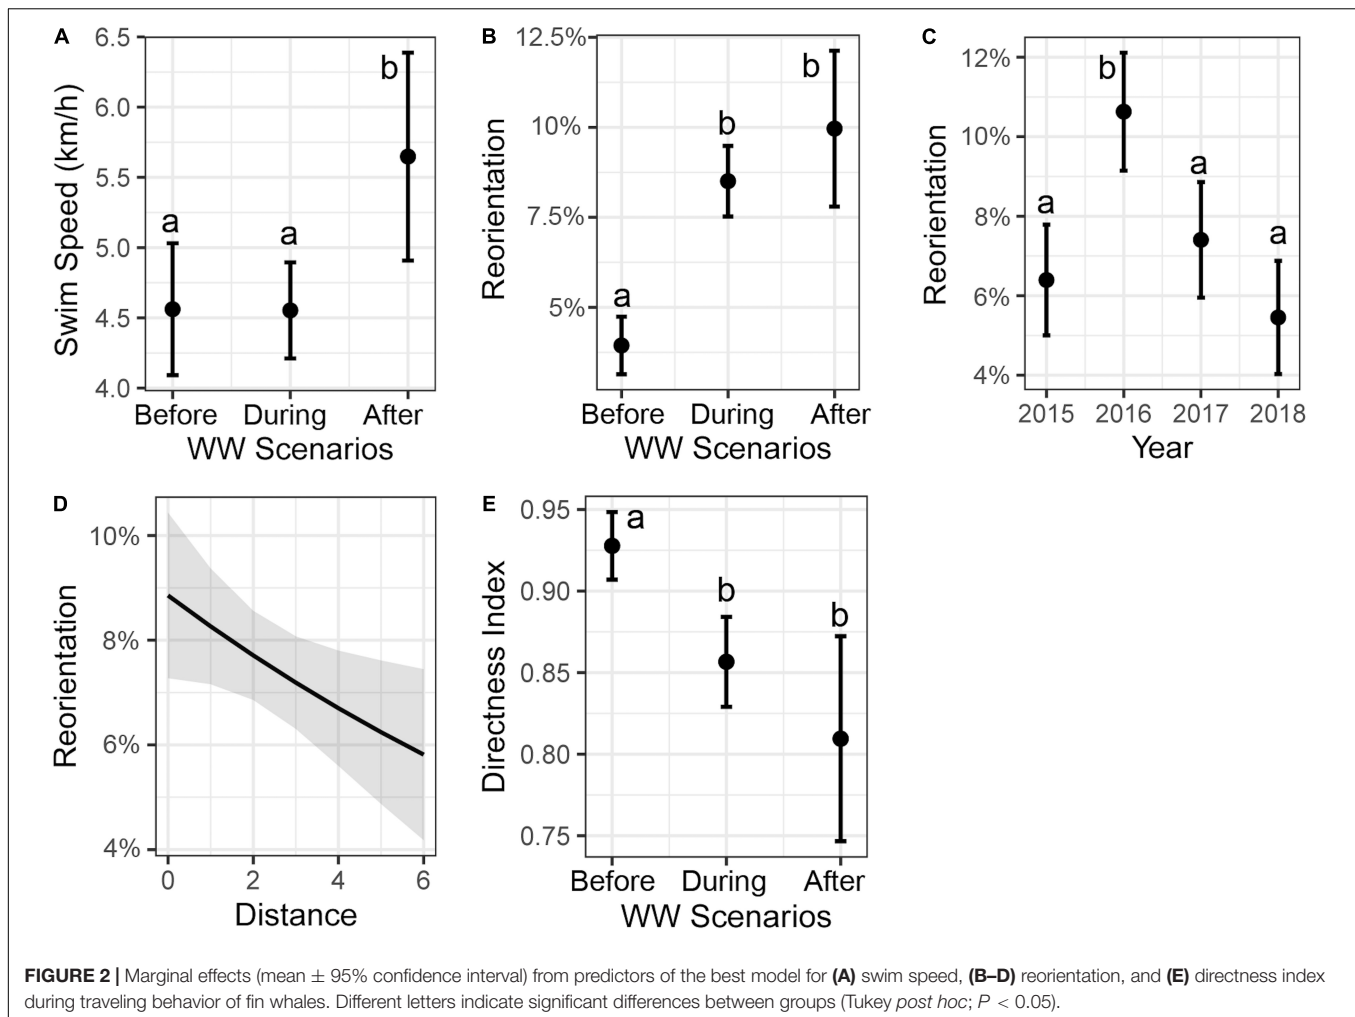 A
Swim Speed (km/h)
6.5
6.0
5.5
5.0
4.5
4.0
a
a
b
Before During After
WW Scenarios
B
Reorientation
12.5%
10%
7.5%
5%
a
b
b
Before During After
WW Scenarios
C
Reorientation
12%
10%
8%
6%
4%
a
b
a
a
2015 2016 2017 2018
Year
D
Reorientation
10%
8%
6%
4%
0 2 4 6
Distance
E
Directness Index
0.95
0.90
0.85
0.80
0.75
a
b
b
Before During After
WW Scenarios
FIGURE 2 | Marginal effects (mean ± 95% confidence interval) from predictors of the best model for (A) swim speed, (B–D) reorientation, and (E) directness index
during traveling behavior of fin whales. Different letters indicate significant differences between groups (Tukey post hoc; P < 0.05).